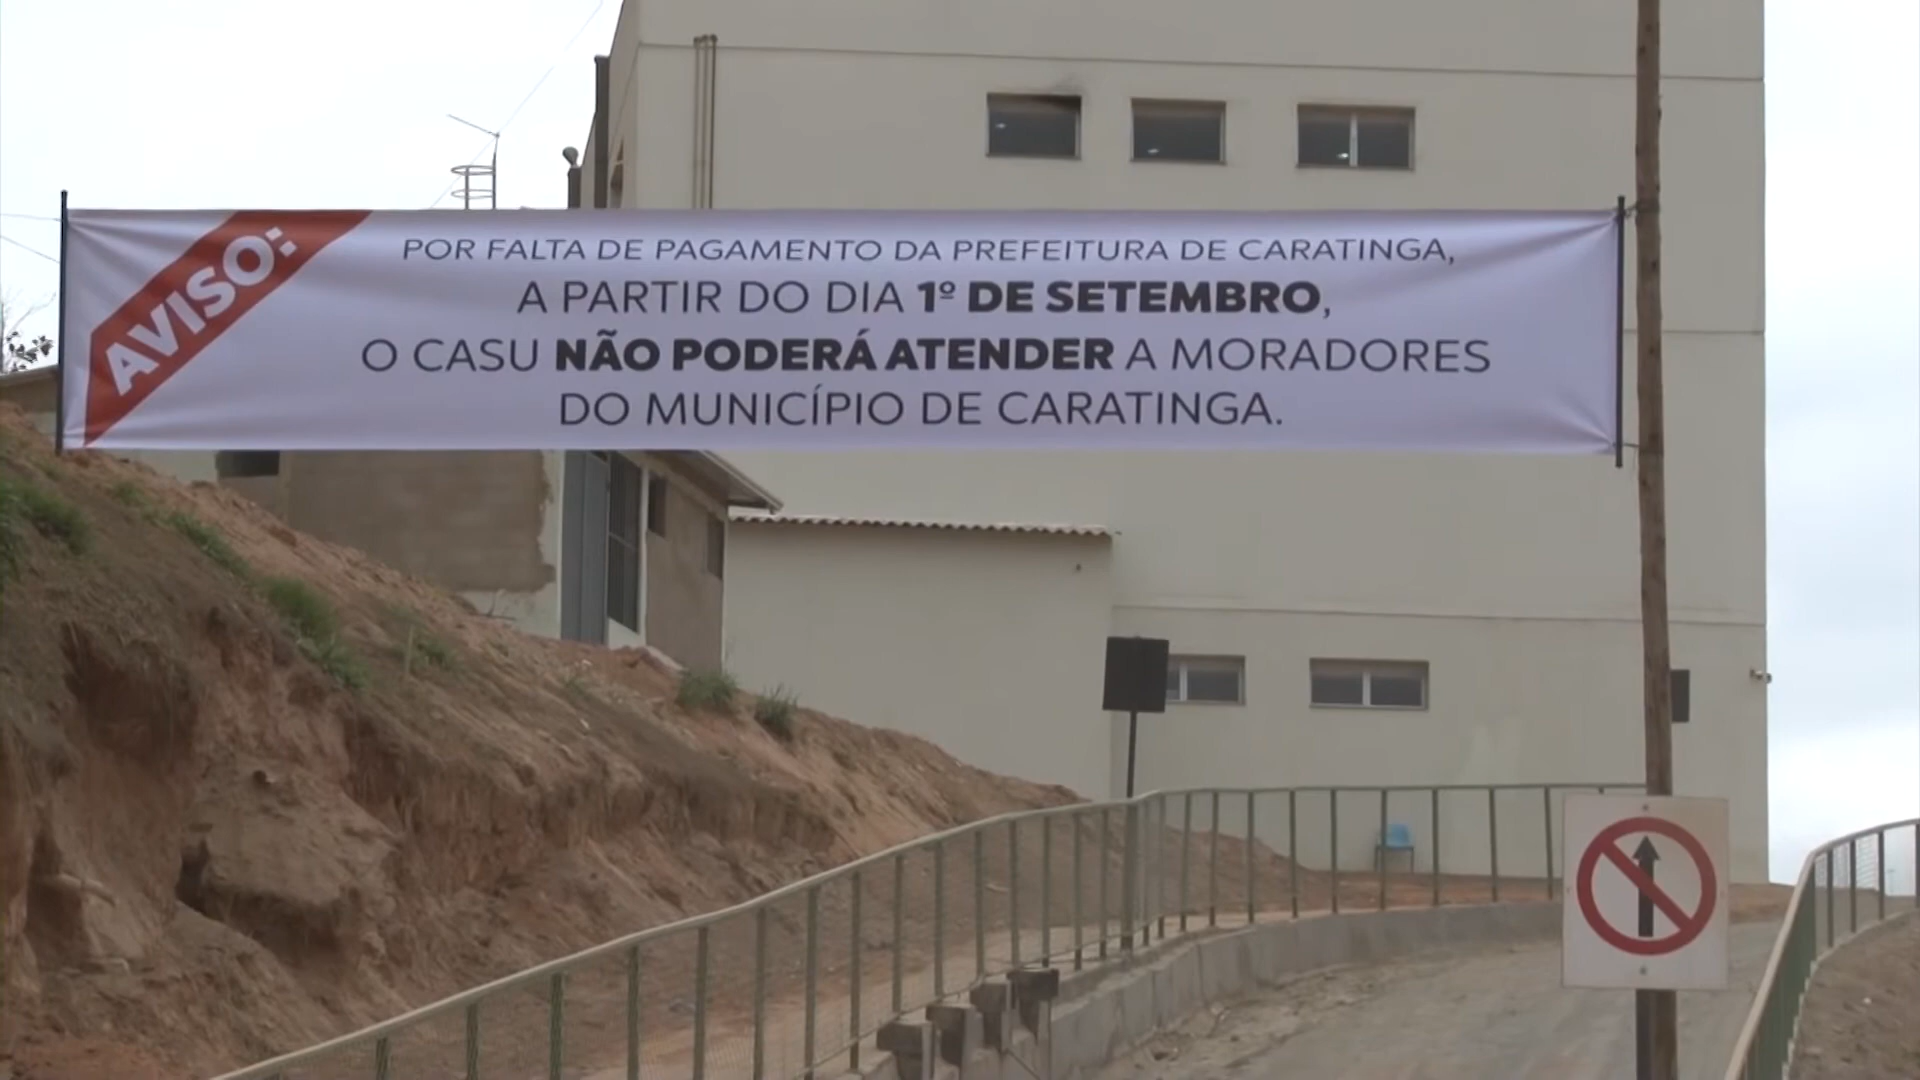 AVISO:
POR FALTA DE PAGAMENTO DA PREFEITURA DE CARATINGA,
A PARTIR DO DIA 1º DE SETEMBRO,
O CASU NÃO PODERÁ ATENDER A MORADORES
DO MUNICÍPIO DE CARATINGA.